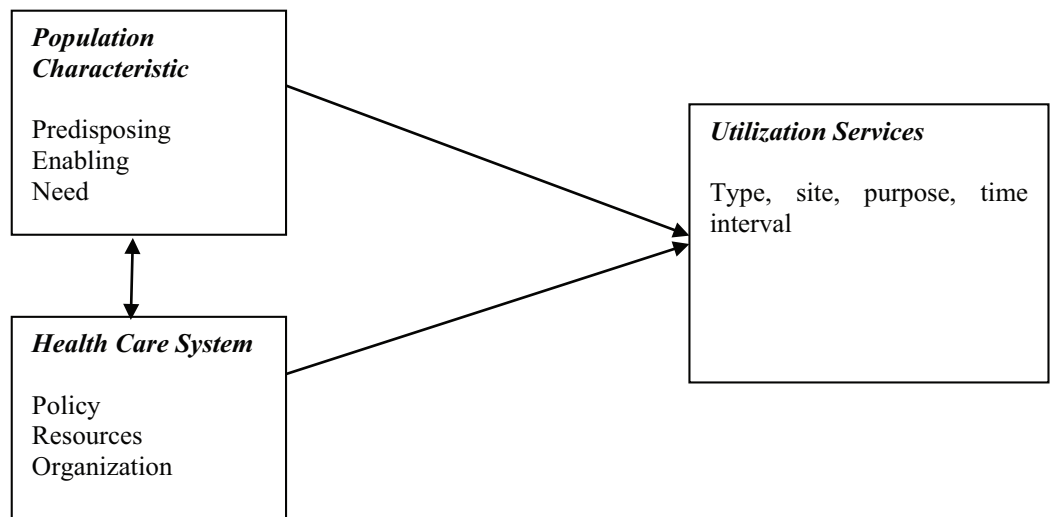 Population
Characteristic
Predisposing
Enabling
Need
Utilization Services
Type, site, purpose, time
interval
Health Care System
Policy
Resources
Organization